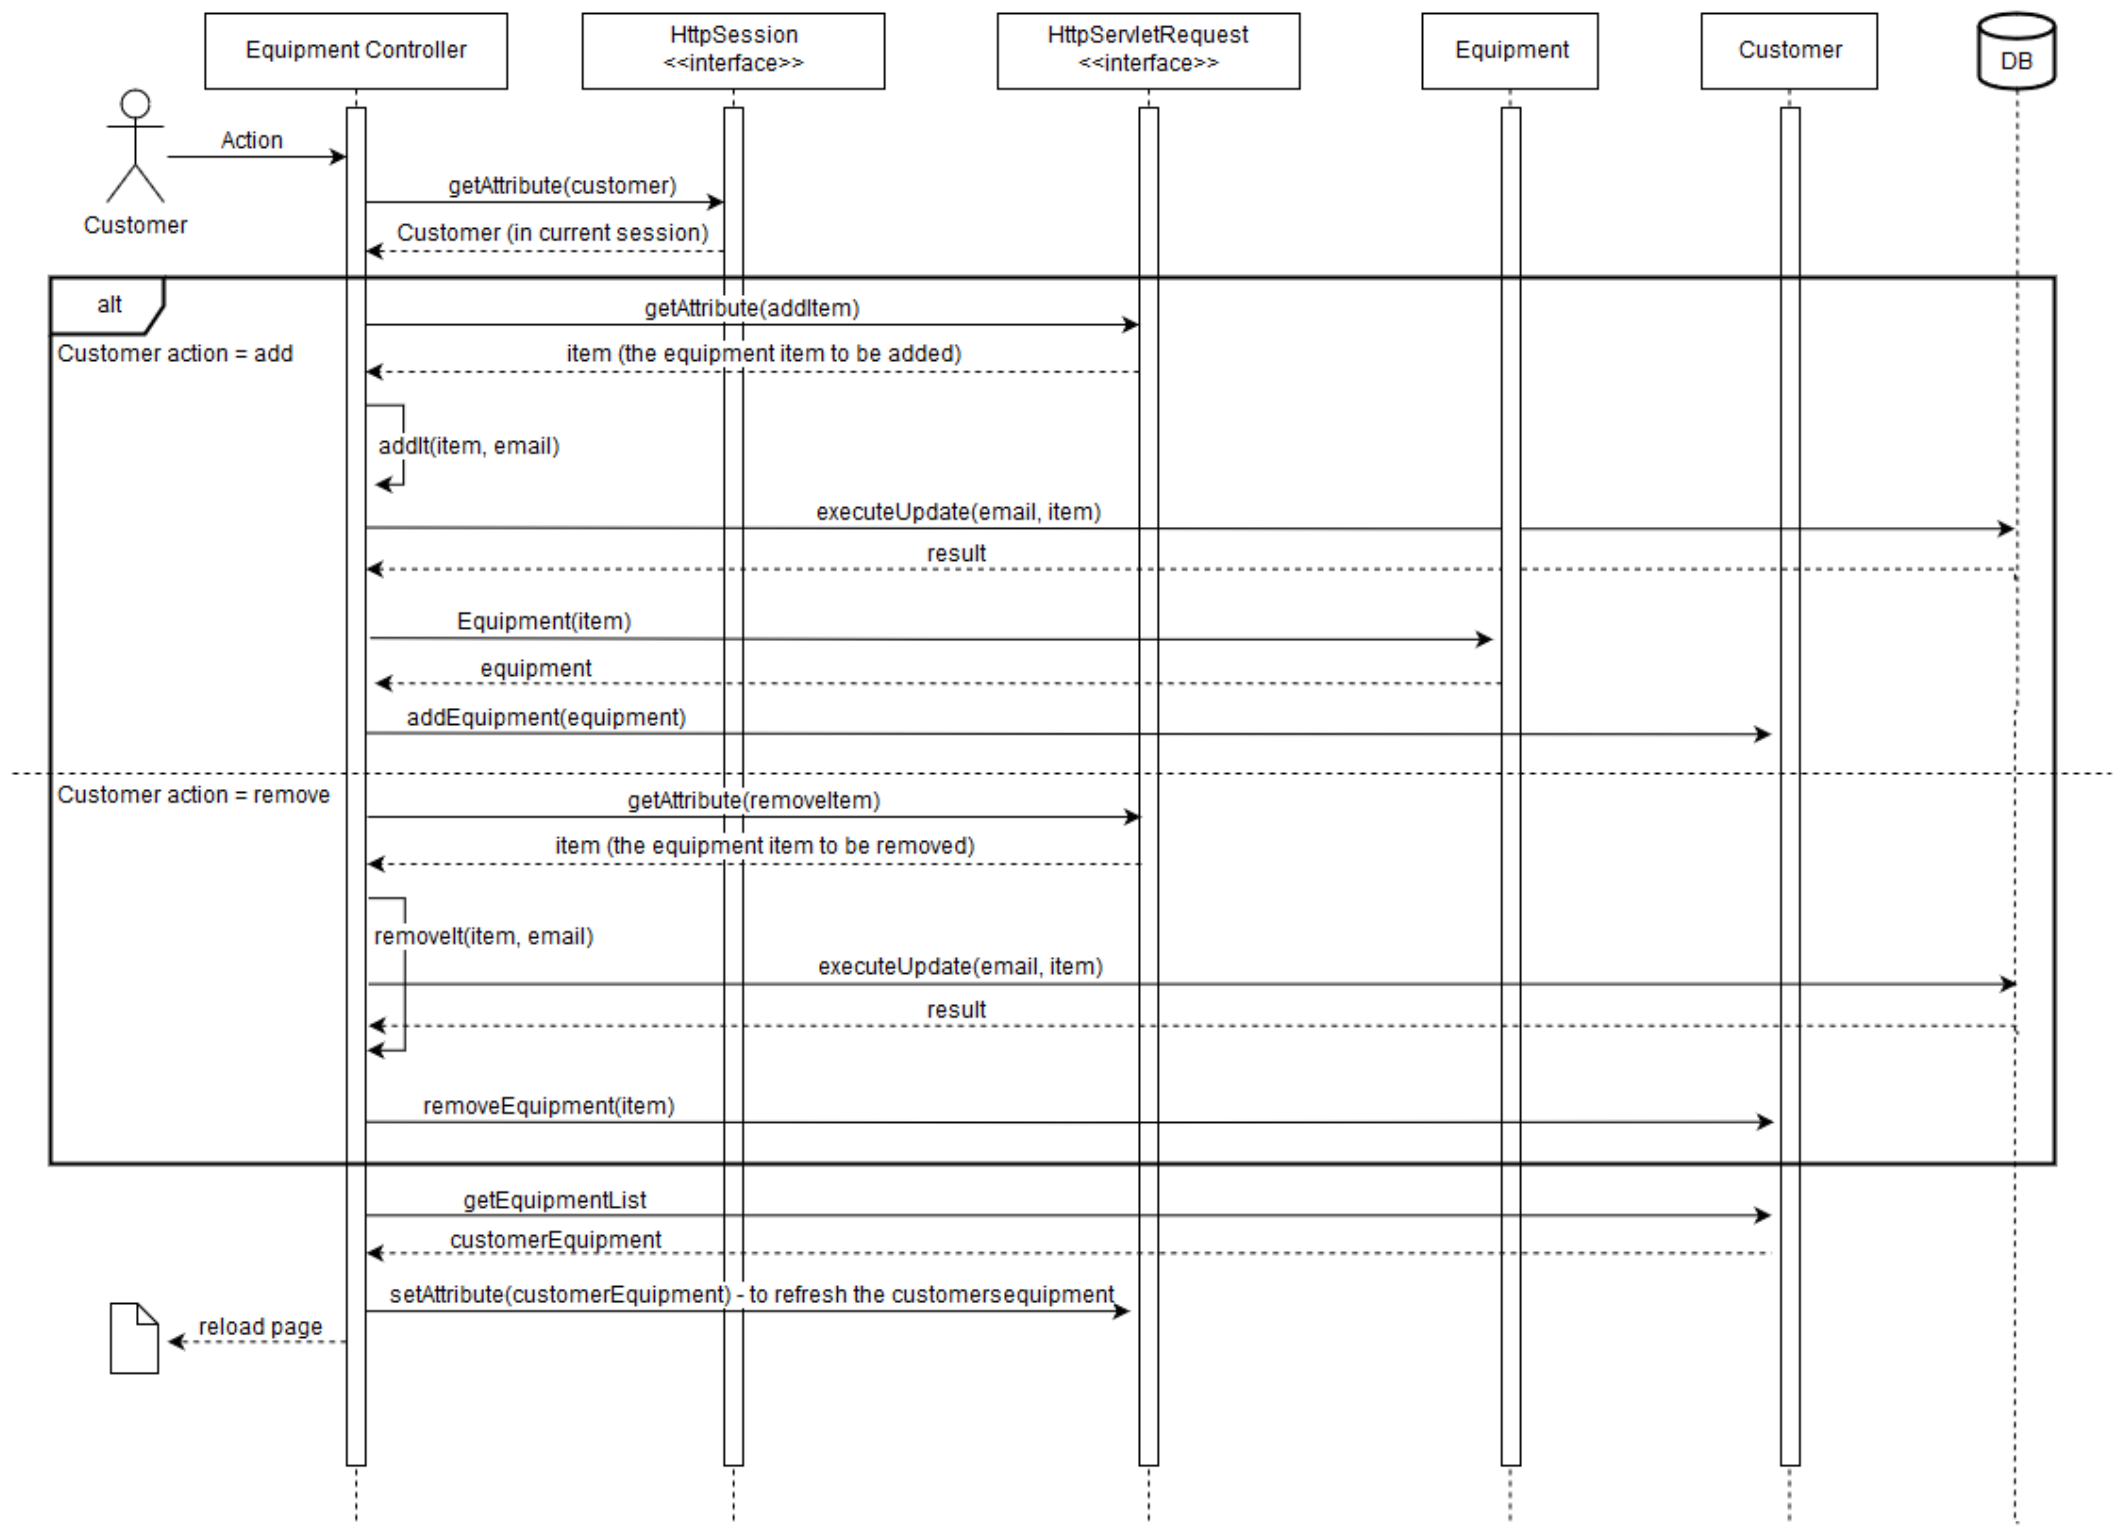 Equipment Controller
HttpSession
<<interface>>
HttpServletRequest
<<interface>>
Equipment
Customer
DB
Action
Customer
getAttribute(customer)
Customer (in current session)
alt
Customer action = add
getAttribute(addItem)
item (the equipment item to be added)
addIt(item, email)
executeUpdate(email, item)
result
Equipment(item)
equipment
addEquipment(equipment)
Customer action = remove
getAttribute(removeItem)
item (the equipment item to be removed)
removeIt(item, email)
executeUpdate(email, item)
result
removeEquipment(item)
getEquipmentList
customerEquipment
setAttribute(customerEquipment) - to refresh the customersequipment
reload page